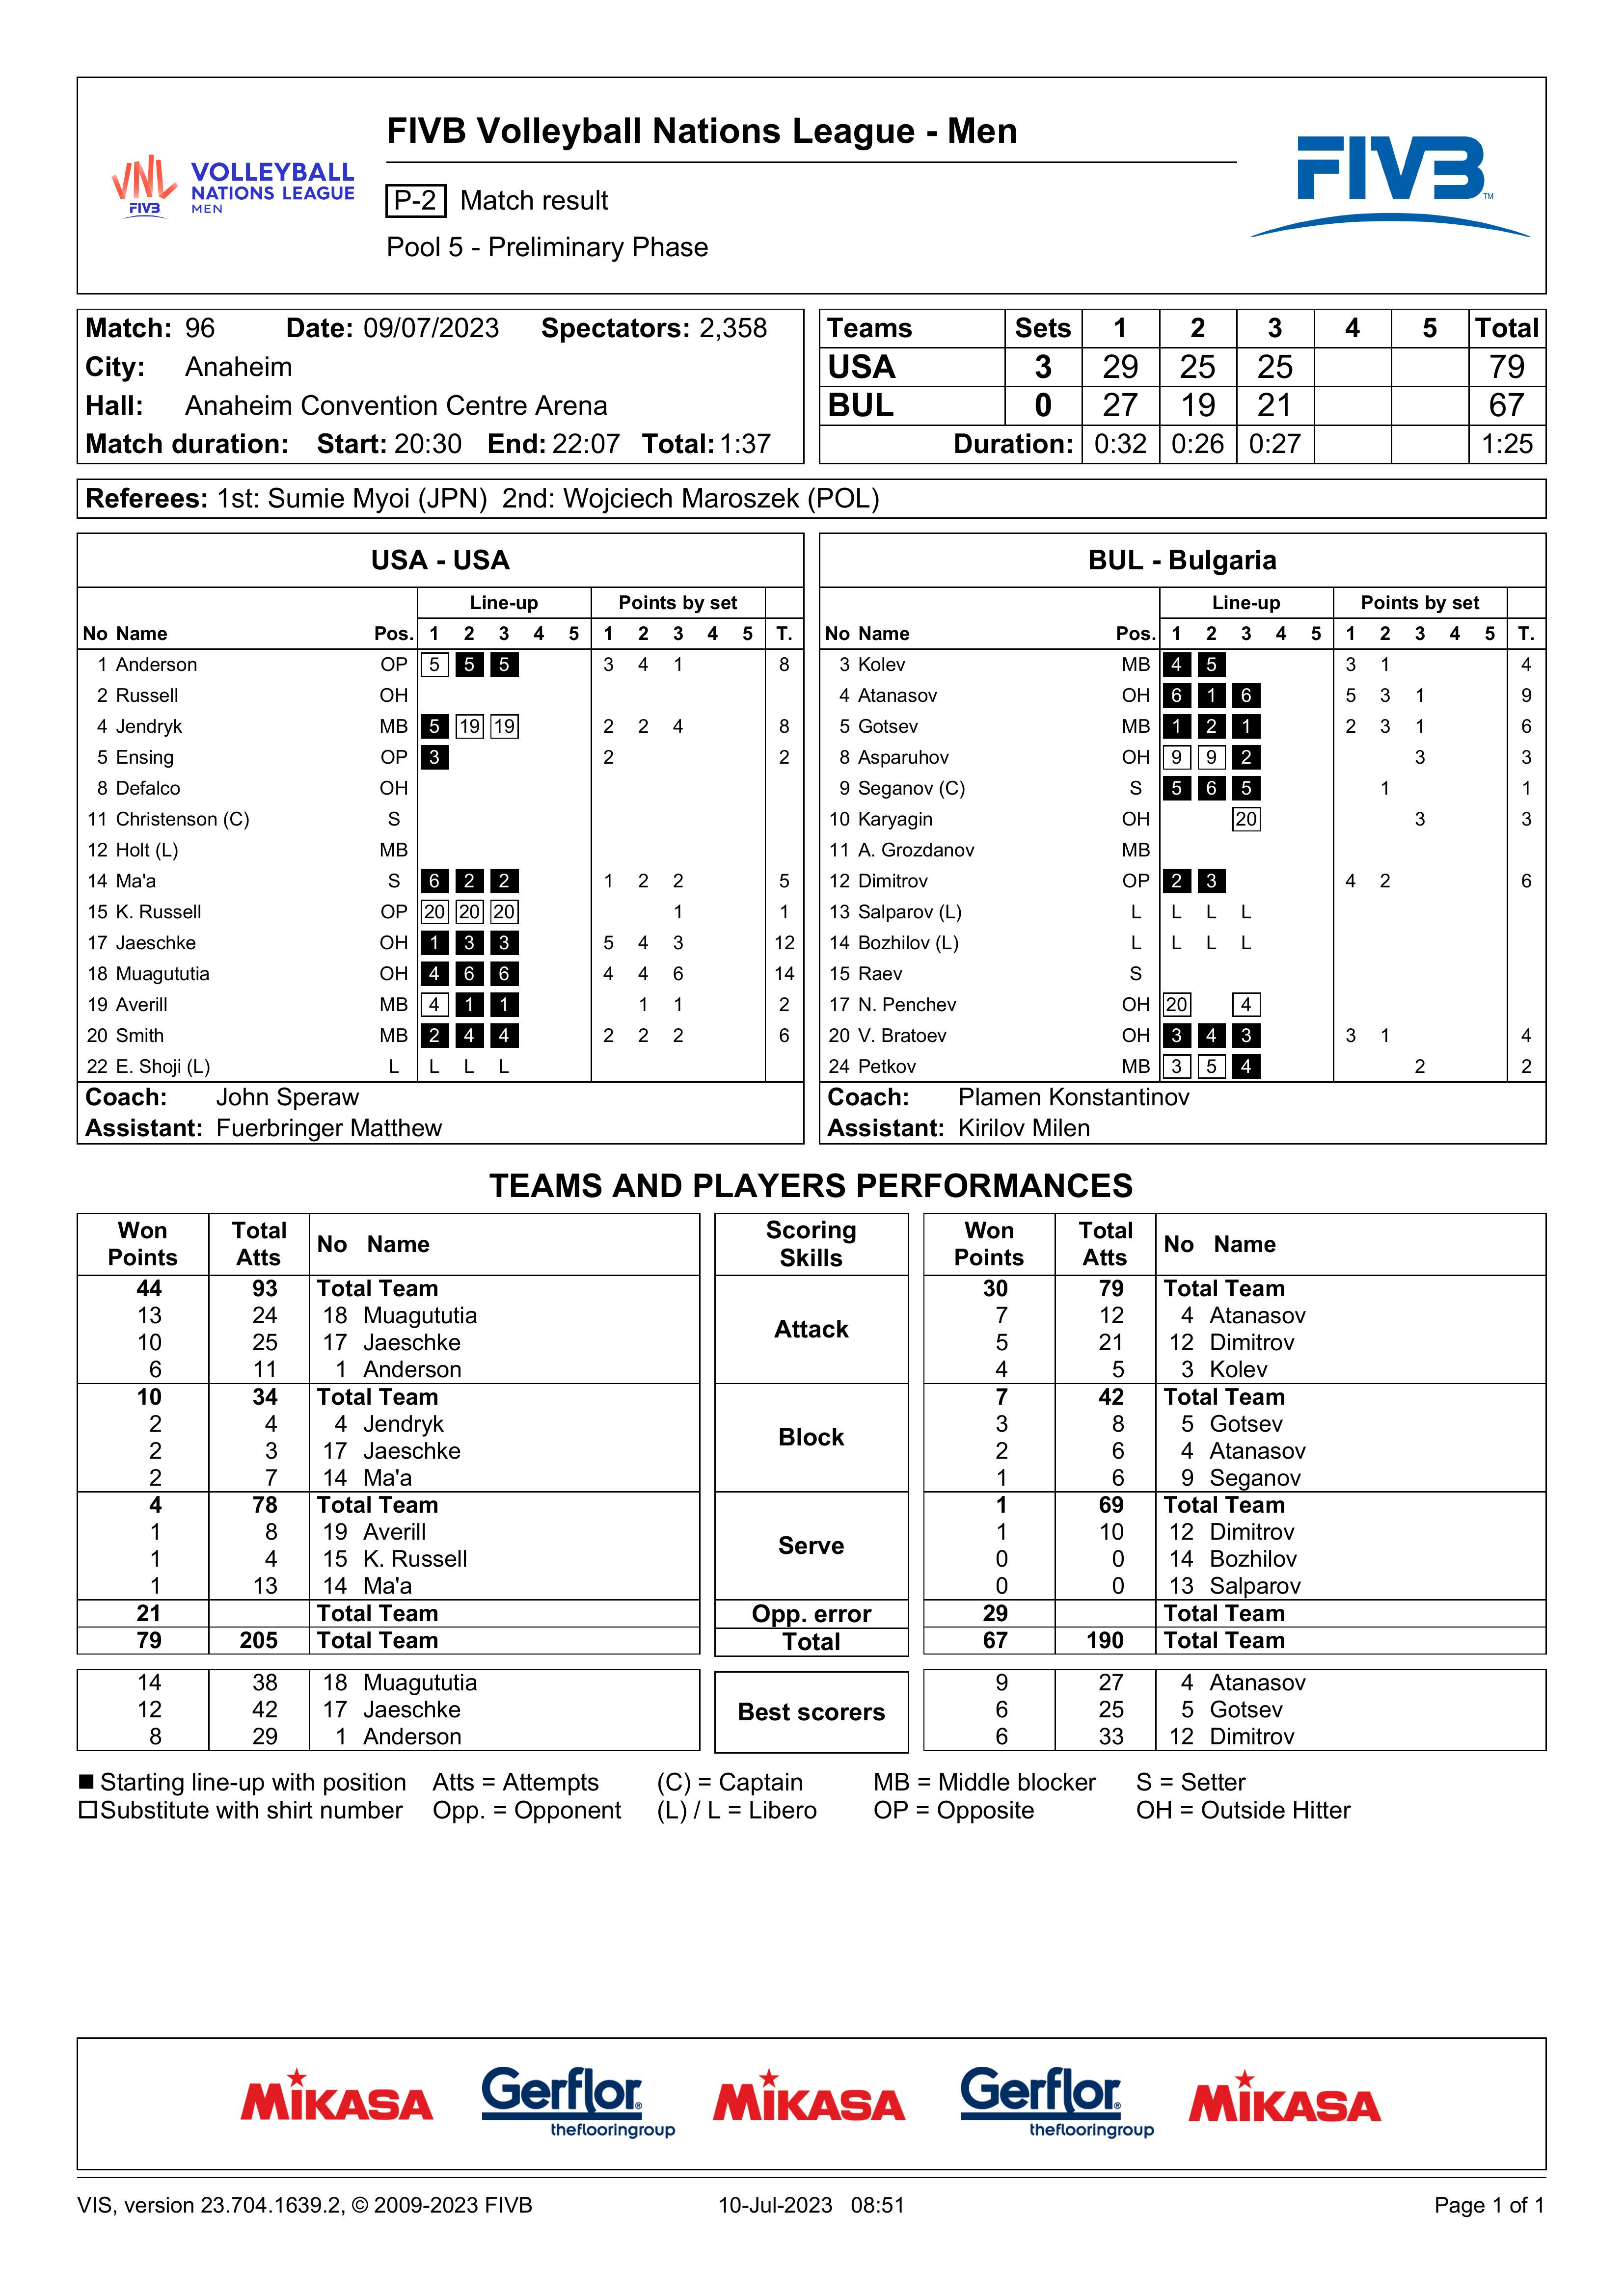 FIVB Volleyball Nations League - Men
VNL FIVB VOLLEYBALL NATIONS LEAGUE MEN
P-2 Match result
Pool 5 - Preliminary Phase
FIVB TM
Match: 96 Date: 09/07/2023 Spectators: 2,358
City: Anaheim
Hall: Anaheim Convention Centre Arena
Match duration: Start: 20:30 End: 22:07 Total: 1:37
Teams Sets 1 2 3 4 5 Total
USA 3 29 25 25 79
BUL 0 27 19 21 67
Duration: 0:32 0:26 0:27 1:25
Referees: 1st: Sumie Myoi (JPN) 2nd: Wojciech Maroszek (POL)
USA - USA
Line-up Points by set
No Name Pos. 1 2 3 4 5 1 2 3 4 5 T.
1 Anderson OP 5 5 5 3 4 1 8
2 Russell OH
4 Jendryk MB 5 19 19 2 2 4 8
5 Ensing OP 3 2 2
8 Defalco OH
11 Christenson (C) S
12 Holt (L) MB
14 Ma'a S 6 2 2 1 2 2 5
15 K. Russell OP 20 20 20 1 1
17 Jaeschke OH 1 3 3 5 4 3 12
18 Muagututia OH 4 6 6 4 4 6 14
19 Averill MB 4 1 1 1 1 2
20 Smith MB 2 4 4 2 2 2 6
22 E. Shoji (L) L L L L
Coach: John Speraw
Assistant: Fuerbringer Matthew
BUL - Bulgaria
Line-up Points by set
No Name Pos. 1 2 3 4 5 1 2 3 4 5 T.
3 Kolev MB 4 5 3 1 4
4 Atanasov OH 6 1 6 5 3 1 9
5 Gotsev MB 1 2 1 2 3 1 6
8 Asparuhov OH 9 9 2 3 3
9 Seganov (C) S 5 6 5 1 1
10 Karyagin OH 20 3 3
11 A. Grozdanov MB
12 Dimitrov OP 2 3 4 2 6
13 Salparov (L) L L L L
14 Bozhilov (L) L L L L
15 Raev S
17 N. Penchev OH 20 4
20 V. Bratoev OH 3 4 3 3 1 4
24 Petkov MB 3 5 4 2 2
Coach: Plamen Konstantinov
Assistant: Kirilov Milen
TEAMS AND PLAYERS PERFORMANCES
Won Points Total Atts No Name Scoring Skills Won Points Total Atts No Name
44 93 Total Team Attack 30 79 Total Team
13 24 18 Muagututia 7 12 4 Atanasov
10 25 17 Jaeschke 5 21 12 Dimitrov
6 11 1 Anderson 4 5 3 Kolev
10 34 Total Team Block 7 42 Total Team
2 4 4 Jendryk 3 8 5 Gotsev
2 3 17 Jaeschke 2 6 4 Atanasov
2 7 14 Ma'a 1 6 9 Seganov
4 78 Total Team Serve 1 69 Total Team
1 8 19 Averill 1 10 12 Dimitrov
1 4 15 K. Russell 0 0 14 Bozhilov
1 13 14 Ma'a 0 0 13 Salparov
21 Total Team Opp. error 29 Total Team
79 205 Total Team Total 67 190 Total Team
14 38 18 Muagututia Best scorers 9 27 4 Atanasov
12 42 17 Jaeschke 6 25 5 Gotsev
8 29 1 Anderson 6 33 12 Dimitrov
Starting line-up with position Atts = Attempts (C) = Captain MB = Middle blocker S = Setter
Substitute with shirt number Opp. = Opponent (L) / L = Libero OP = Opposite OH = Outside Hitter
MIKASA Gerflor® theflooringgroup MIKASA Gerflor® theflooringgroup MIKASA
VIS, version 23.704.1639.2, © 2009-2023 FIVB 10-Jul-2023 08:51 Page 1 of 1